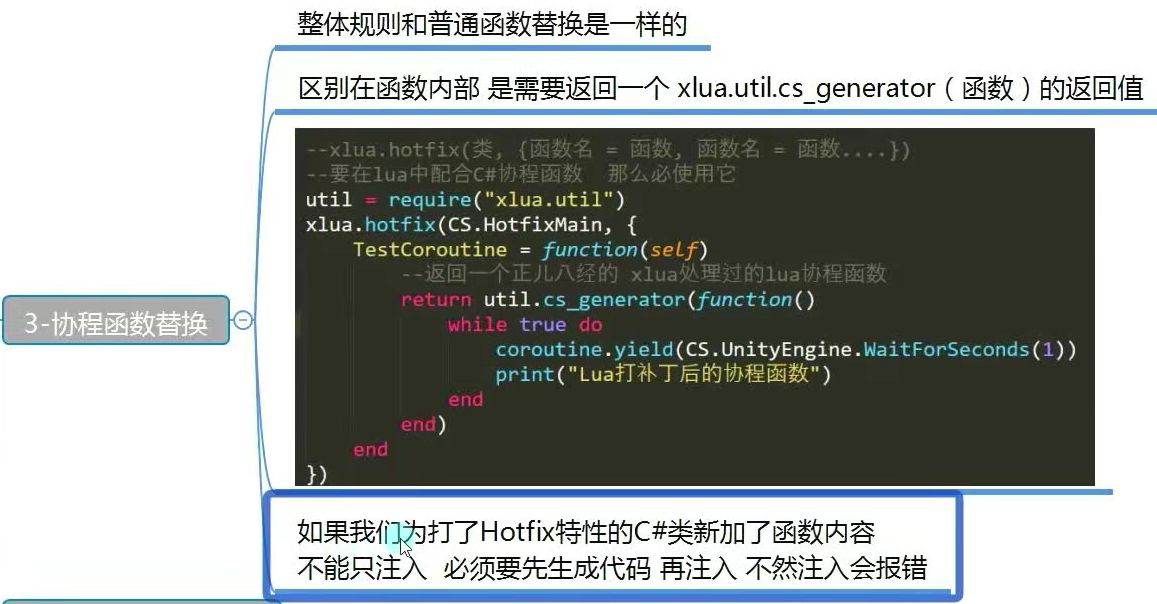 整体规则和普通函数替换是一样的
区别在函数内部 是需要返回一个 xlua.util.cs_generator（函数）的返回值
--xlua.hotfix(类, {函数名 = 函数, 函数名 = 函数....})
--要在lua中配合C#协程函数  那么必使用它
util = require("xlua.util")
xlua.hotfix(CS.HotfixMain, {
    TestCoroutine = function(self)
        --返回一个正儿八经的 xlua处理过的lua协程函数
        return util.cs_generator(function()
            while true do
                coroutine.yield(CS.UnityEngine.WaitForSeconds(1))
                print("Lua打补丁后的协程函数")
            end
        end)
    end
})
3-协程函数替换
如果我们为打了Hotfix特性的C#类新加了函数内容
不能只注入  必须要先生成代码 再注入 不然注入会报错